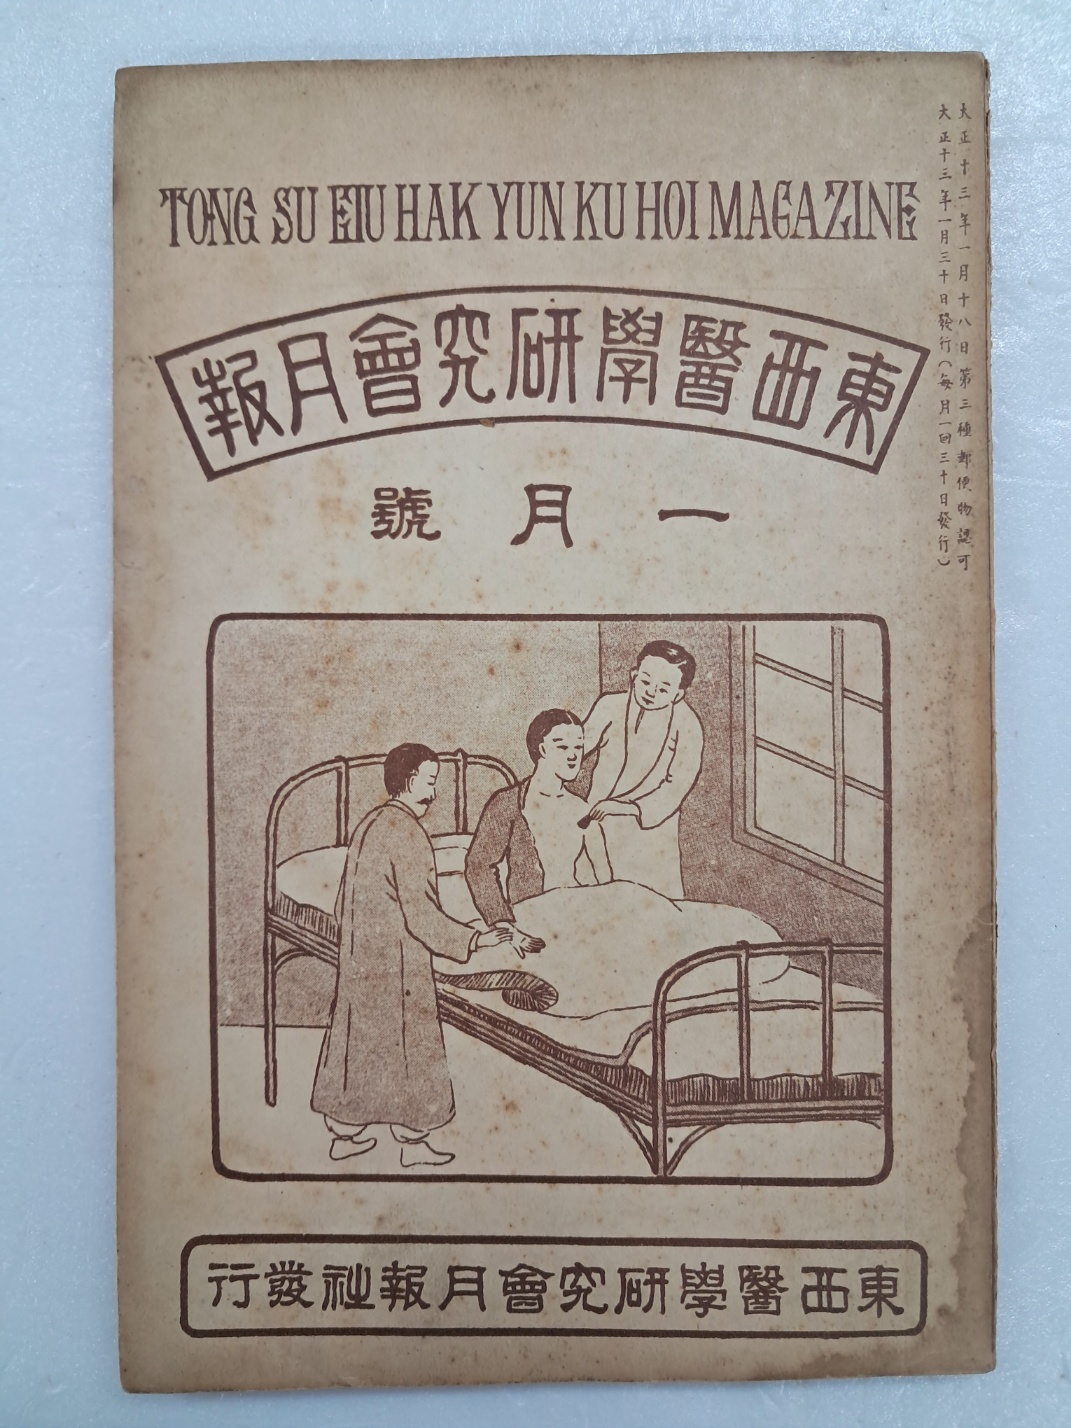 TONG SU EIU HAK YUN KU HOI MAGAZINE
東西醫學研究會月報
一月號
大正十三年一月十八日第三種郵便物認可
大正十三年一月三十日發行(每月一回三十日發行)
東西醫學研究會月報社發行